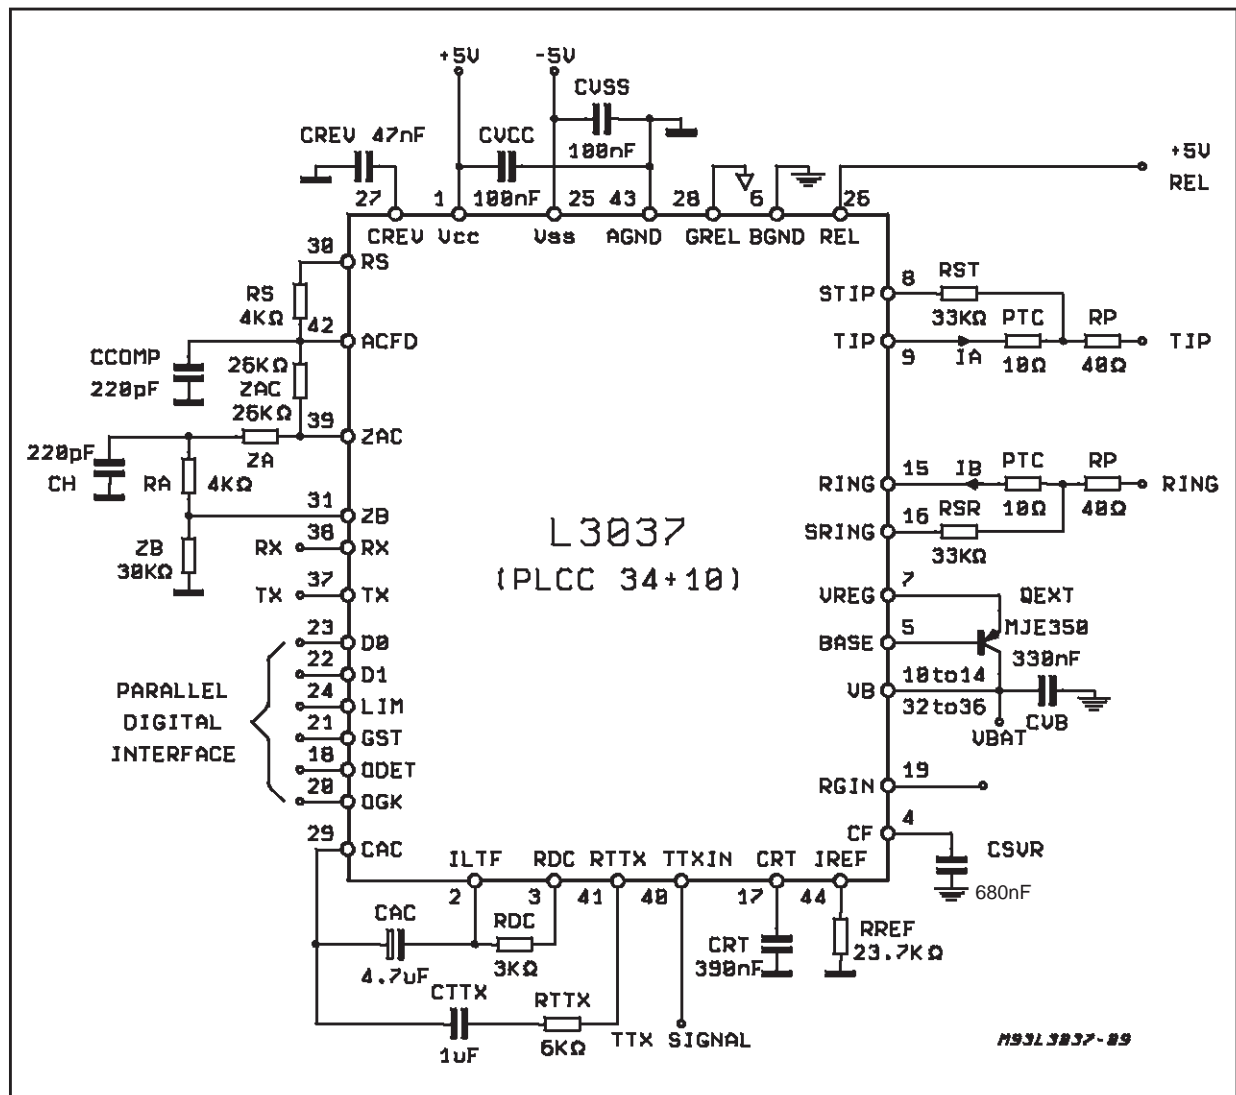 +5V
-5V
CVSS
100nF
CREV 47nF
CVCC
100nF
+5V
REL
27
1
25
43
28
6
26
CREV
Vcc
Vss
AGND
GREL
BGND
REL
30
RS
RS
4KΩ
42
ACFD
CCOMP
220pF
26KΩ
ZAC
26KΩ
39
ZAC
ZA
220pF
CH
RA
4KΩ
31
ZB
ZB
30KΩ
38
RX
RX
37
TX
TX
23
D0
22
D1
24
LIM
21
GST
18
ODET
20
OGK
PARALLEL
DIGITAL
INTERFACE
29
CAC
L3037
(PLCC 34+10)
STIP
8
RST
33KΩ
TIP
9
IA
PTC
10Ω
RP
40Ω
TIP
RING
15
IB
PTC
10Ω
RP
40Ω
RING
SRING
16
RSR
33KΩ
VREG
7
QEXT
MJE350
BASE
5
330nF
VB
10to14
32to36
CVB
VBAT
RGIN
19
CF
4
CSVR
680nF
ILTF
RDC
RTTX
TTXIN
CRT
IREF
2
3
41
40
17
44
CAC
4.7uF
RDC
3KΩ
CTTX
1uF
RTTX
6KΩ
TTX SIGNAL
CRT
390nF
RREF
23.7KΩ
M93L3037-09